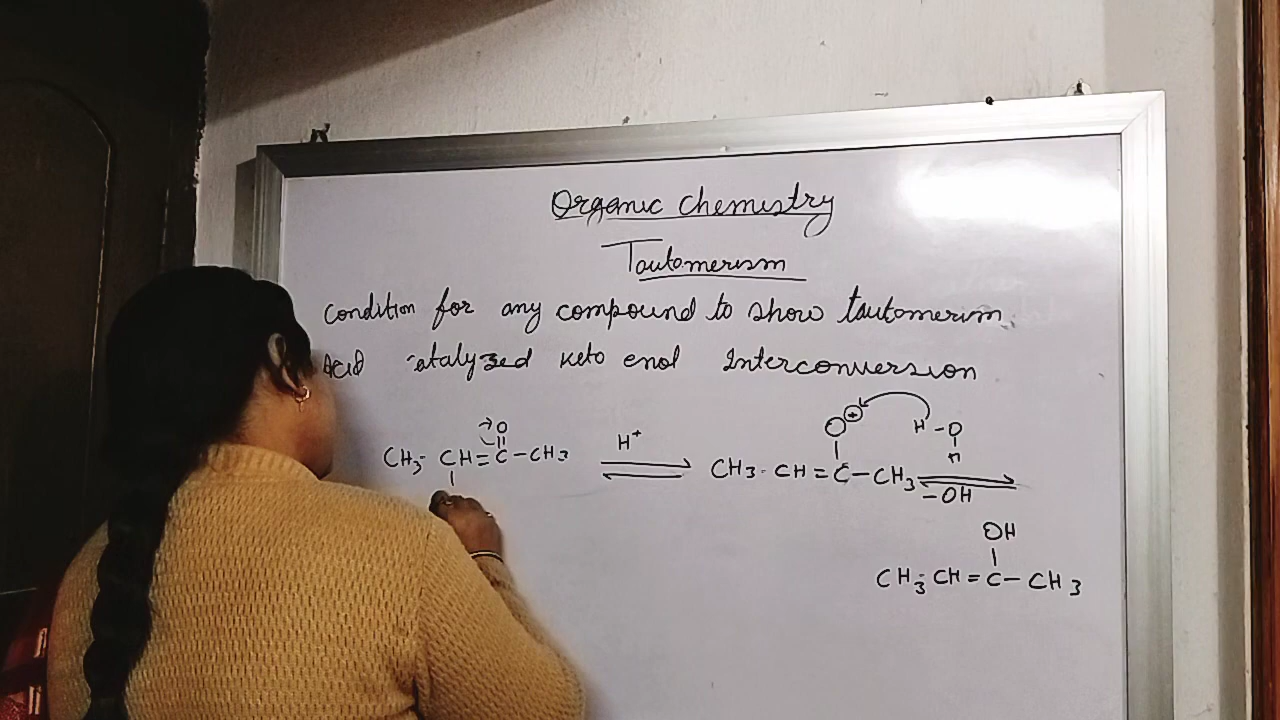 Organic Chemistry
Tautomerism
Condition for any compound to show tautomerism
Acid catalyzed keto enol Interconversion
O
CH3-CH=C-CH3
H+
O+
CH3-CH=C-CH3
H-O
H
-OH
OH
CH3-CH=C-CH3